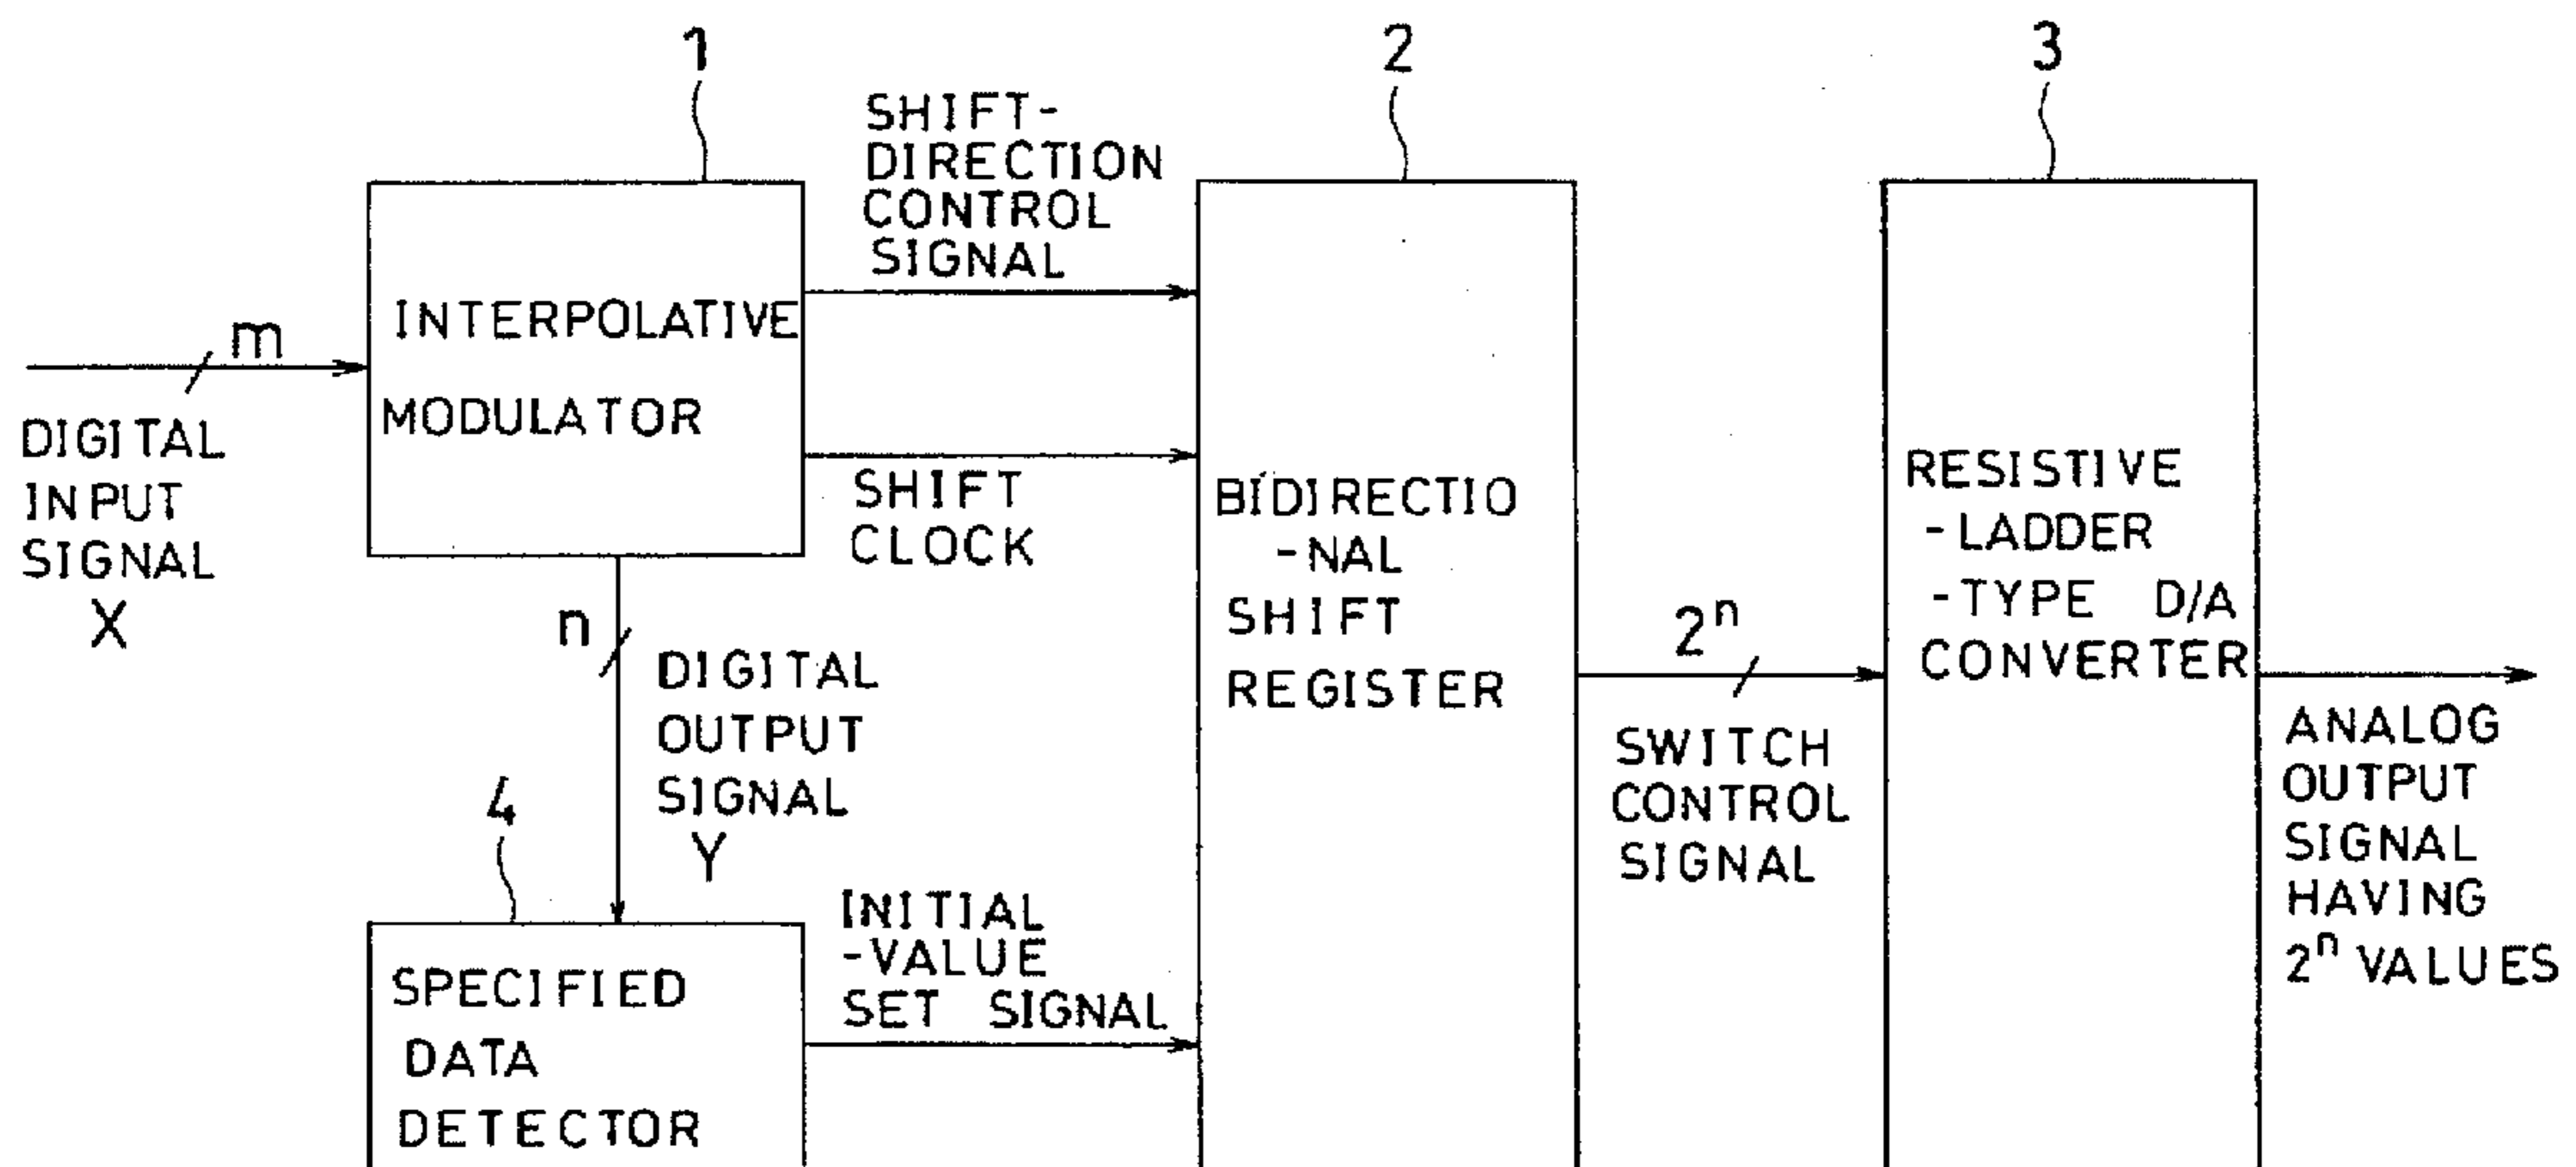 1
2
3
SHIFT-
DIRECTION
CONTROL
SIGNAL
m
DIGITAL
INPUT
SIGNAL
X
INTERPOLATIVE
MODULATOR
SHIFT
CLOCK
n
DIGITAL
OUTPUT
SIGNAL
Y
4
SPECIFIED
DATA
DETECTOR
INITIAL
-VALUE
SET SIGNAL
BIDIRECTIO
-NAL
SHIFT
REGISTER
2ⁿ
SWITCH
CONTROL
SIGNAL
RESISTIVE
-LADDER
-TYPE D/A
CONVERTER
ANALOG
OUTPUT
SIGNAL
HAVING
2ⁿ VALUES